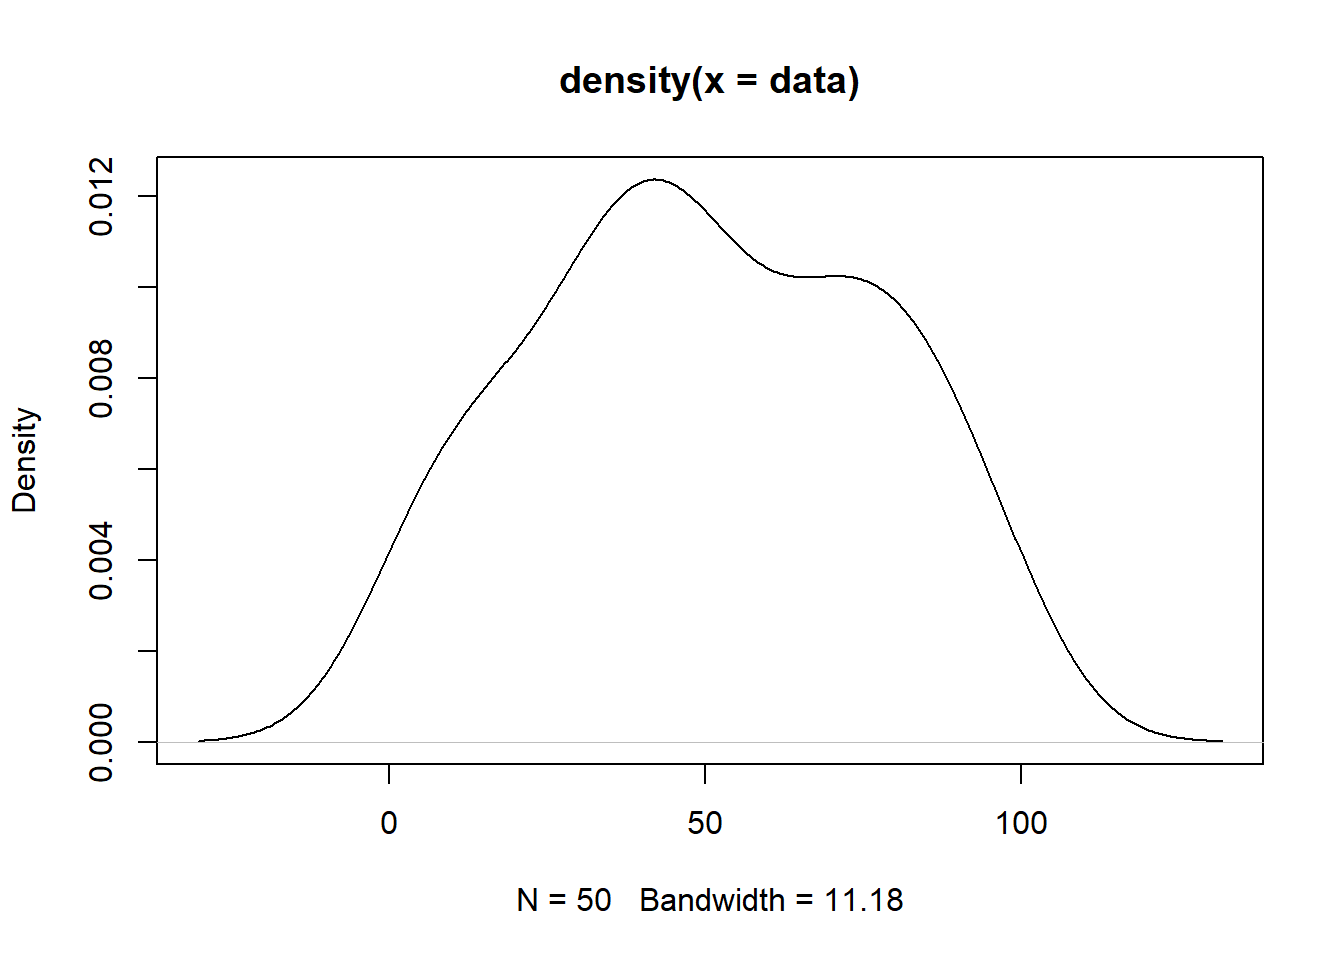 density(x = data)
0.012
0.008
0.004
0.000
Density
0 50 100
N = 50 Bandwidth = 11.18